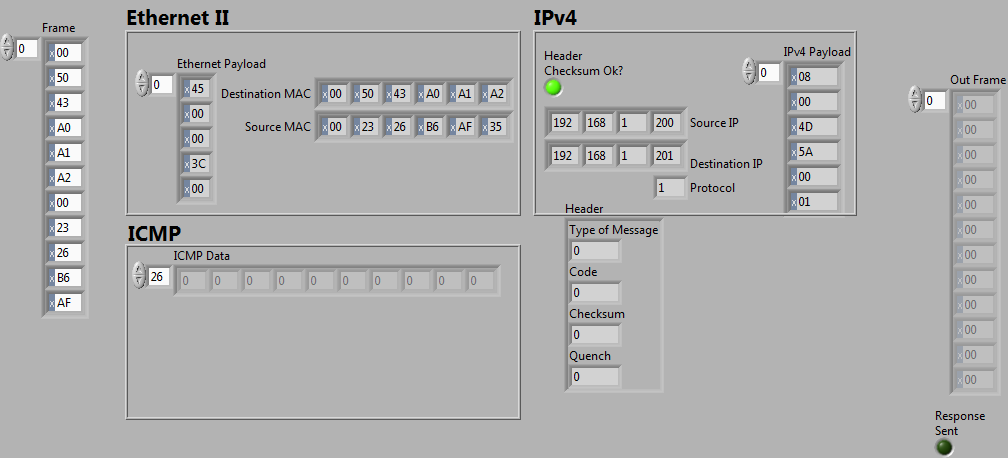 Frame
0
x 00
x 50
x 43
x A0
x A1
x A2
x 00
x 23
x 26
x B6
x AF
Ethernet II
Ethernet Payload
0
x 45
x 00
x 00
x 3C
x 00
Destination MAC x 00 x 50 x 43 x A0 x A1 x A2
Source MAC x 00 x 23 x 26 x B6 x AF x 35
ICMP
ICMP Data
26 0 0 0 0 0 0 0 0 0 0
IPv4
Header
Checksum Ok?
192 168 1 200 Source IP
192 168 1 201 Destination IP
1 Protocol
IPv4 Payload
0
x 08
x 00
x 4D
x 5A
x 00
x 01
Header
Type of Message
0
Code
0
Checksum
0
Quench
0
Out Frame
0
x 00
x 00
x 00
x 00
x 00
x 00
x 00
x 00
x 00
x 00
x 00
x 00
Response
Sent